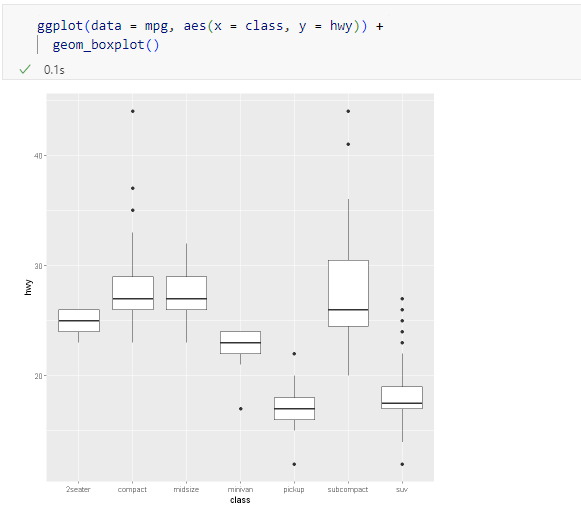 ggplot(data = mpg, aes(x = class, y = hwy)) +
geom_boxplot()
0.1s
40
30
hwy
20
2seater compact midsize minivan pickup subcompact suv
class